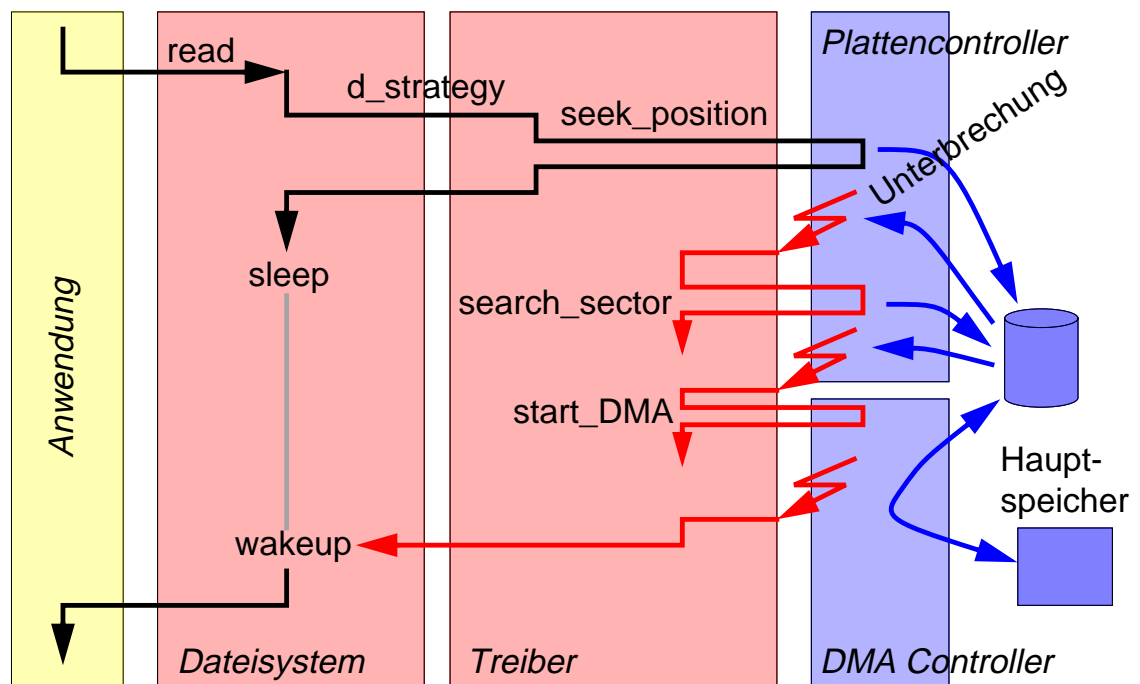 Plattencontroller
read
d_strategy
seek_position
Unterbrechung
sleep
search_sector
Anwendung
start_DMA
Haupt-
speicher
wakeup
Dateisystem
Treiber
DMA Controller